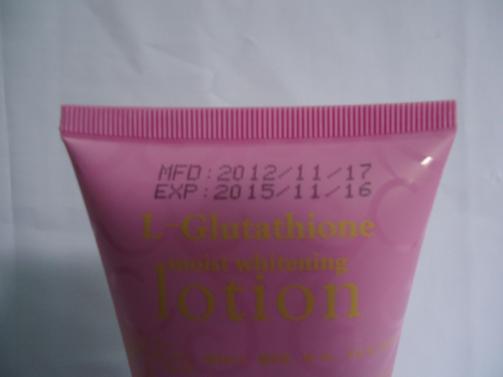 MFD:2012/11/17
EXP:2015/11/16
L-Glutathione
moist whitening
lotion